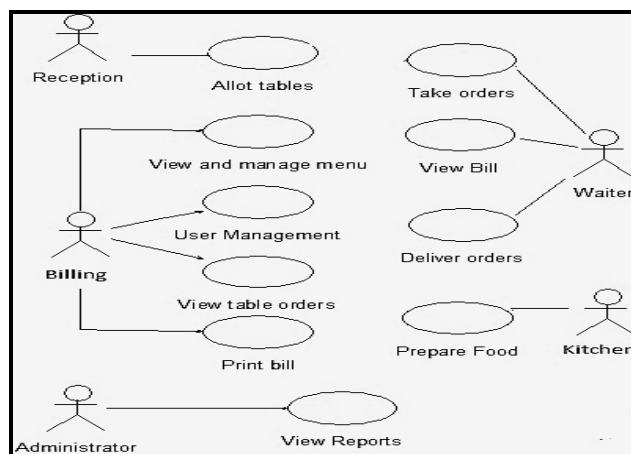 Reception
Allot tables
Take orders
View and manage menu
View Bill
Waiter
User Management
Billing
Deliver orders
View table orders
Print bill
Prepare Food
Kitchen
Administrator
View Reports